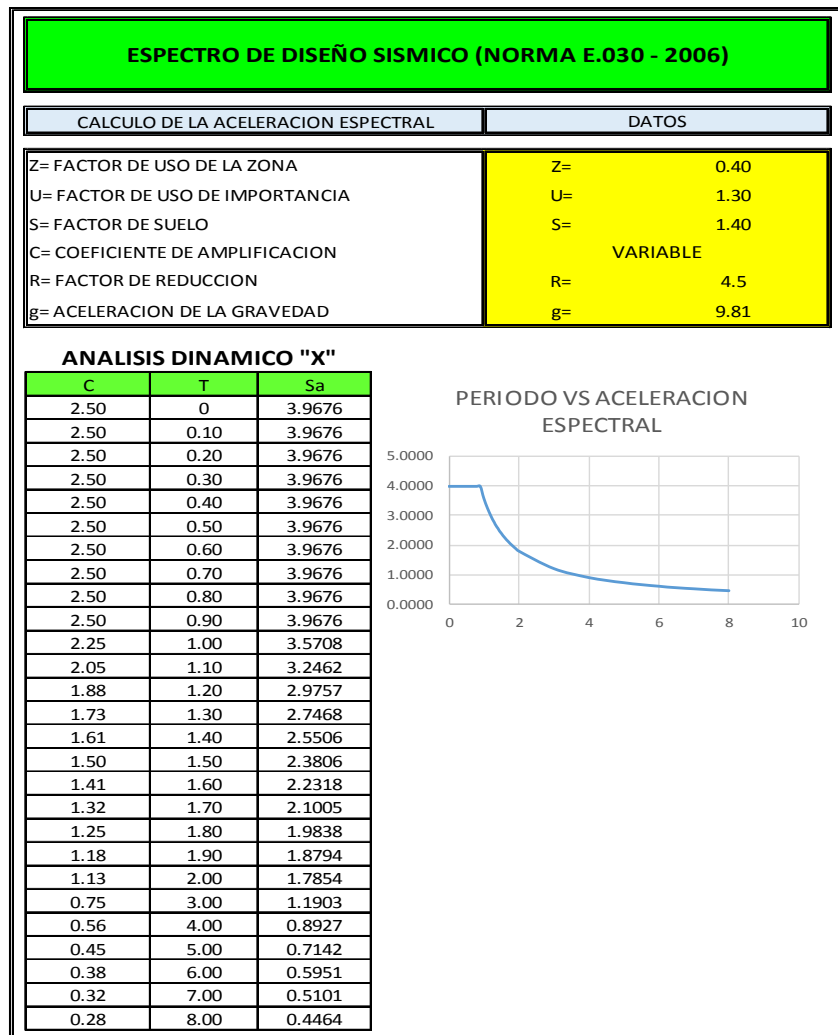 ESPECTRO DE DISEÑO SISMICO (NORMA E.030 - 2006)
CALCULO DE LA ACELERACION ESPECTRAL DATOS
Z= FACTOR DE USO DE LA ZONA Z= 0.40
U= FACTOR DE USO DE IMPORTANCIA U= 1.30
S= FACTOR DE SUELO S= 1.40
C= COEFICIENTE DE AMPLIFICACION VARIABLE
R= FACTOR DE REDUCCION R= 4.5
g= ACELERACION DE LA GRAVEDAD g= 9.81
ANALISIS DINAMICO "X"
C T Sa
2.50 0 3.9676
2.50 0.10 3.9676
2.50 0.20 3.9676
2.50 0.30 3.9676
2.50 0.40 3.9676
2.50 0.50 3.9676
2.50 0.60 3.9676
2.50 0.70 3.9676
2.50 0.80 3.9676
2.50 0.90 3.9676
2.25 1.00 3.5708
2.05 1.10 3.2462
1.88 1.20 2.9757
1.73 1.30 2.7468
1.61 1.40 2.5506
1.50 1.50 2.3806
1.41 1.60 2.2318
1.32 1.70 2.1005
1.25 1.80 1.9838
1.18 1.90 1.8794
1.13 2.00 1.7854
0.75 3.00 1.1903
0.56 4.00 0.8927
0.45 5.00 0.7142
0.38 6.00 0.5951
0.32 7.00 0.5101
0.28 8.00 0.4464
PERIODO VS ACELERACION
ESPECTRAL
5.0000
4.0000
3.0000
2.0000
1.0000
0.0000
0 2 4 6 8 10